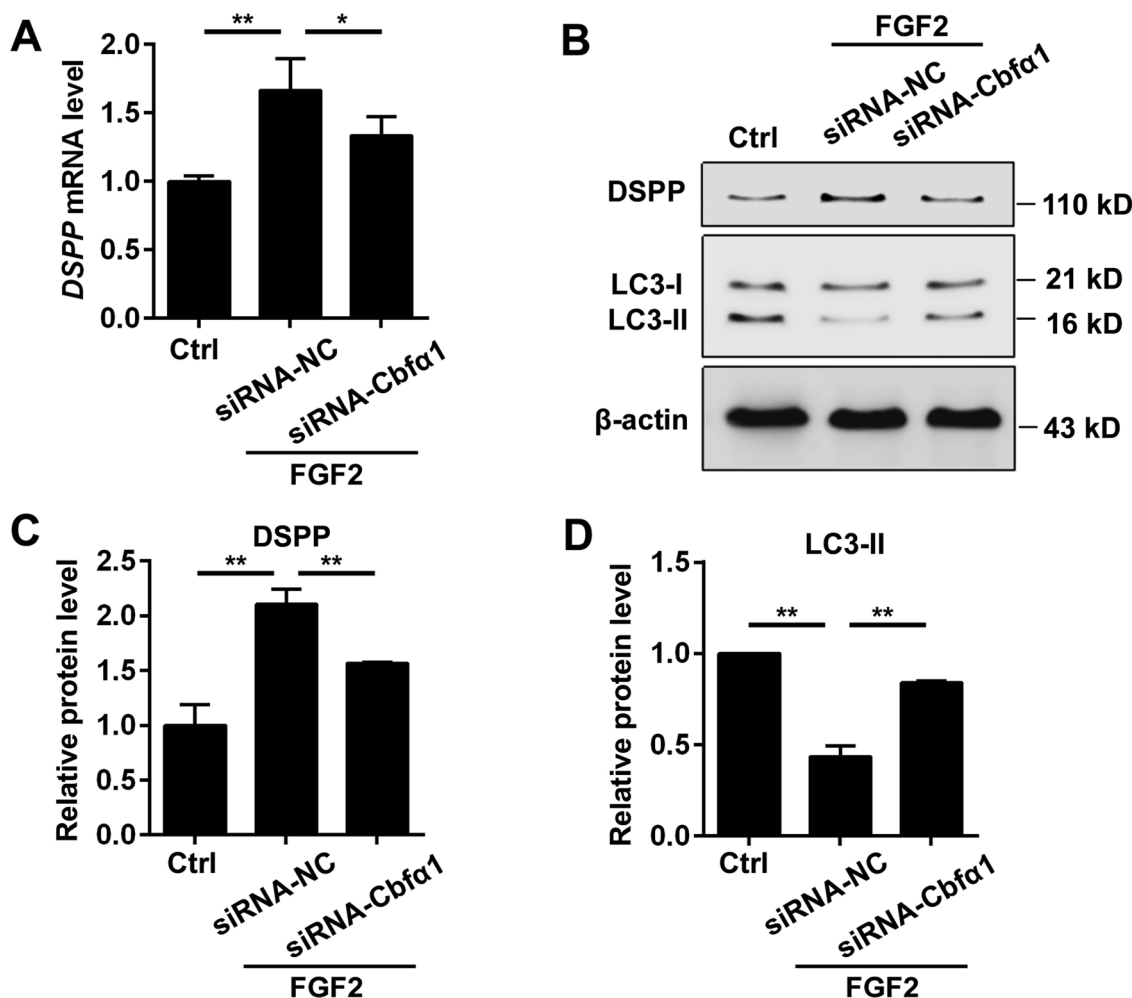 A
DSPP mRNA level
2.0
1.5
1.0
0.5
0.0
**
*
Ctrl
siRNA-NC
siRNA-Cbfα1
FGF2
B
FGF2
Ctrl
siRNA-NC
siRNA-Cbfα1
DSPP
110 kD
LC3-I
21 kD
LC3-II
16 kD
β-actin
43 kD
C
DSPP
Relative protein level
2.5
2.0
1.5
1.0
0.5
0.0
**
**
Ctrl
siRNA-NC
siRNA-Cbfα1
FGF2
D
LC3-II
Relative protein level
1.5
1.0
0.5
0.0
**
**
Ctrl
siRNA-NC
siRNA-Cbfα1
FGF2